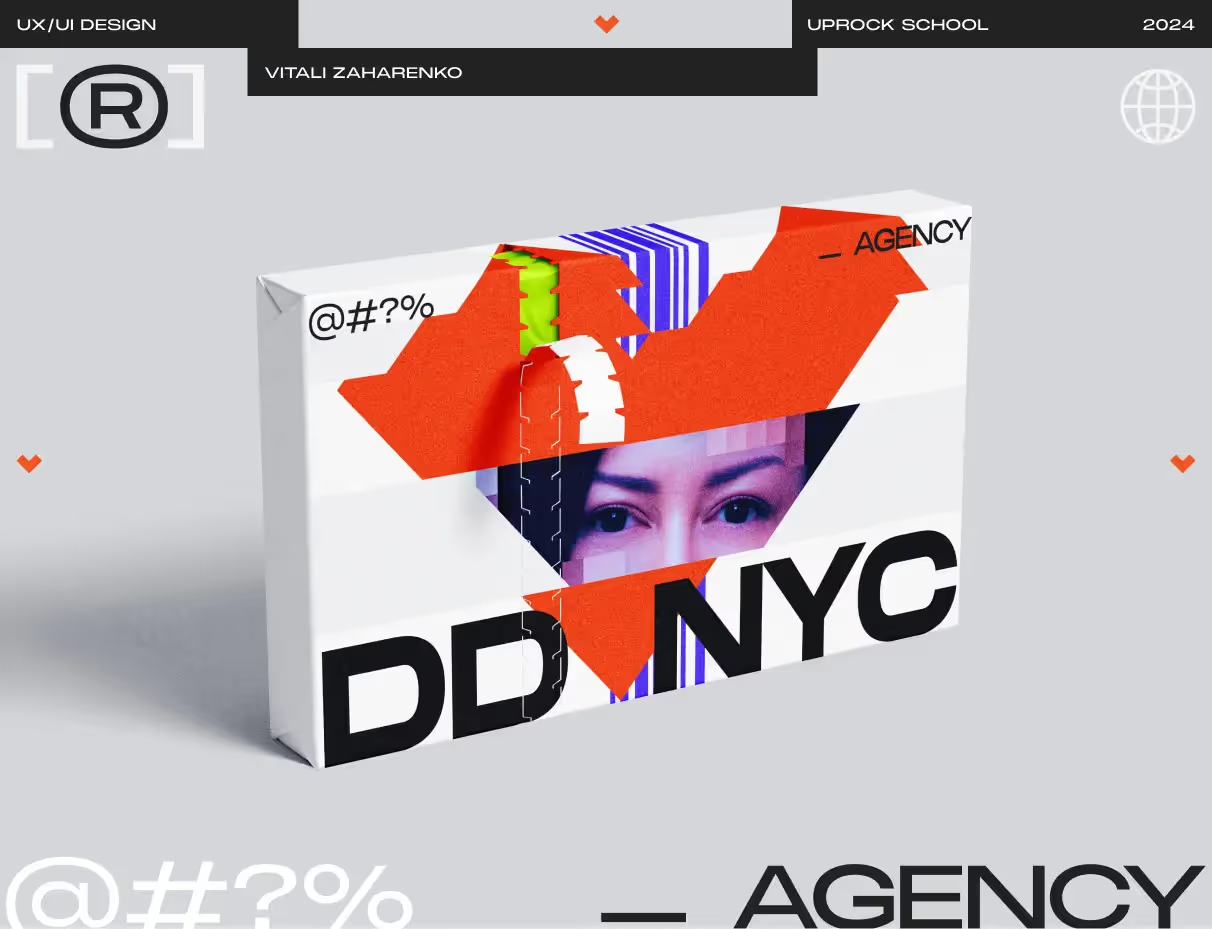 UX/UI DESIGN
UPROCK SCHOOL
2024
VITALI ZAHARENKO
[®]
_ AGENCY
@#?%
DD NYC
@#?%
_ AGENCY